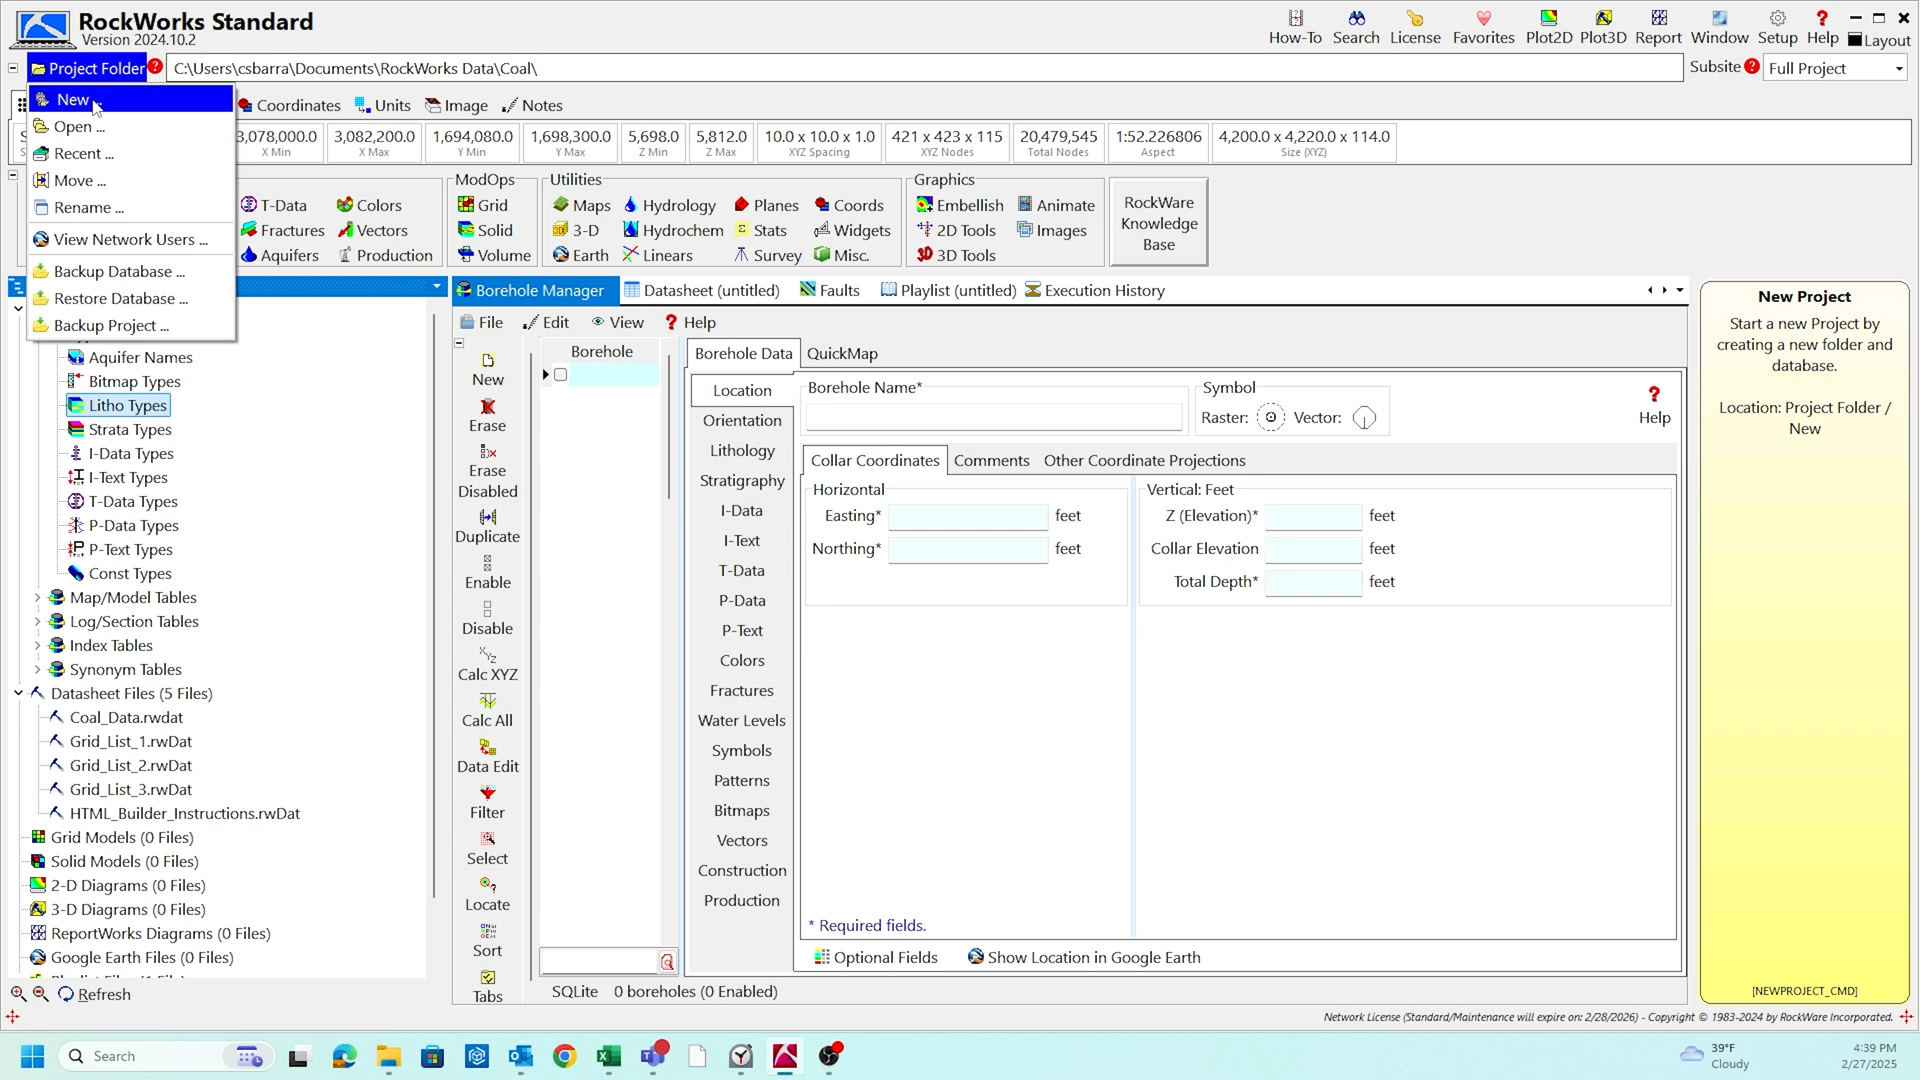 RockWorks Standard
Version 2024.10.2
How-To Search License Favorites Plot2D Plot3D Report Window Setup Help Layout
Project Folder ? C:\Users\csbarra\Documents\RockWorks Data\Coal\ Subsite ? Full Project
New ...
Open ...
Recent ...
Move ...
Rename ...
View Network Users ...
Backup Database ...
Restore Database ...
Backup Project ...
Coordinates Units Image Notes
3,078,000.0 3,082,200.0 1,694,080.0 1,698,300.0 5,698.0 5,812.0 10.0 x 10.0 x 1.0 421 x 423 x 115 20,479,545 1:52.226806 4,200.0 x 4,220.0 x 114.0
X Min X Max Y Min Y Max Z Min Z Max XYZ Spacing XYZ Nodes Total Nodes Aspect Size (XYZ)
ModOps Utilities Graphics
T-Data Colors Grid Maps Hydrology Planes Coords Embellish Animate
Fractures Vectors Solid 3-D Hydrochem Stats Widgets 2D Tools Images
Aquifers Production Volume Earth Linears Survey Misc. 3D Tools
RockWare
Knowledge
Base
Aquifer Names
Bitmap Types
Litho Types
Strata Types
I-Data Types
I-Text Types
T-Data Types
P-Data Types
P-Text Types
Const Types
Map/Model Tables
Log/Section Tables
Index Tables
Synonym Tables
Datasheet Files (5 Files)
Coal_Data.rwdat
Grid_List_1.rwDat
Grid_List_2.rwDat
Grid_List_3.rwDat
HTML_Builder_Instructions.rwDat
Grid Models (0 Files)
Solid Models (0 Files)
2-D Diagrams (0 Files)
3-D Diagrams (0 Files)
ReportWorks Diagrams (0 Files)
Google Earth Files (0 Files)
Refresh
Borehole Manager Datasheet (untitled) Faults Playlist (untitled) Execution History
File Edit View ? Help
New
Erase
Erase
Disabled
Duplicate
Enable
Disable
Calc XYZ
Calc All
Data Edit
Filter
Select
Locate
Sort
Tabs
Borehole
Borehole Data QuickMap
Location
Orientation
Lithology
Stratigraphy
I-Data
I-Text
T-Data
P-Data
P-Text
Colors
Fractures
Water Levels
Symbols
Patterns
Bitmaps
Vectors
Construction
Production
Borehole Name* Symbol
Raster: Vector:
?
Help
Collar Coordinates Comments Other Coordinate Projections
Horizontal
Easting* feet
Northing* feet
Vertical: Feet
Z (Elevation)* feet
Collar Elevation feet
Total Depth* feet
* Required fields.
Optional Fields Show Location in Google Earth
SQLite 0 boreholes (0 Enabled)
New Project
Start a new Project by
creating a new folder and
database.
Location: Project Folder /
New
[NEWPROJECT_CMD]
Network License (Standard/Maintenance will expire on: 2/28/2026) - Copyright © 1983-2024 by RockWare Incorporated.
Search
39°F
Cloudy
4:39 PM
2/27/2025